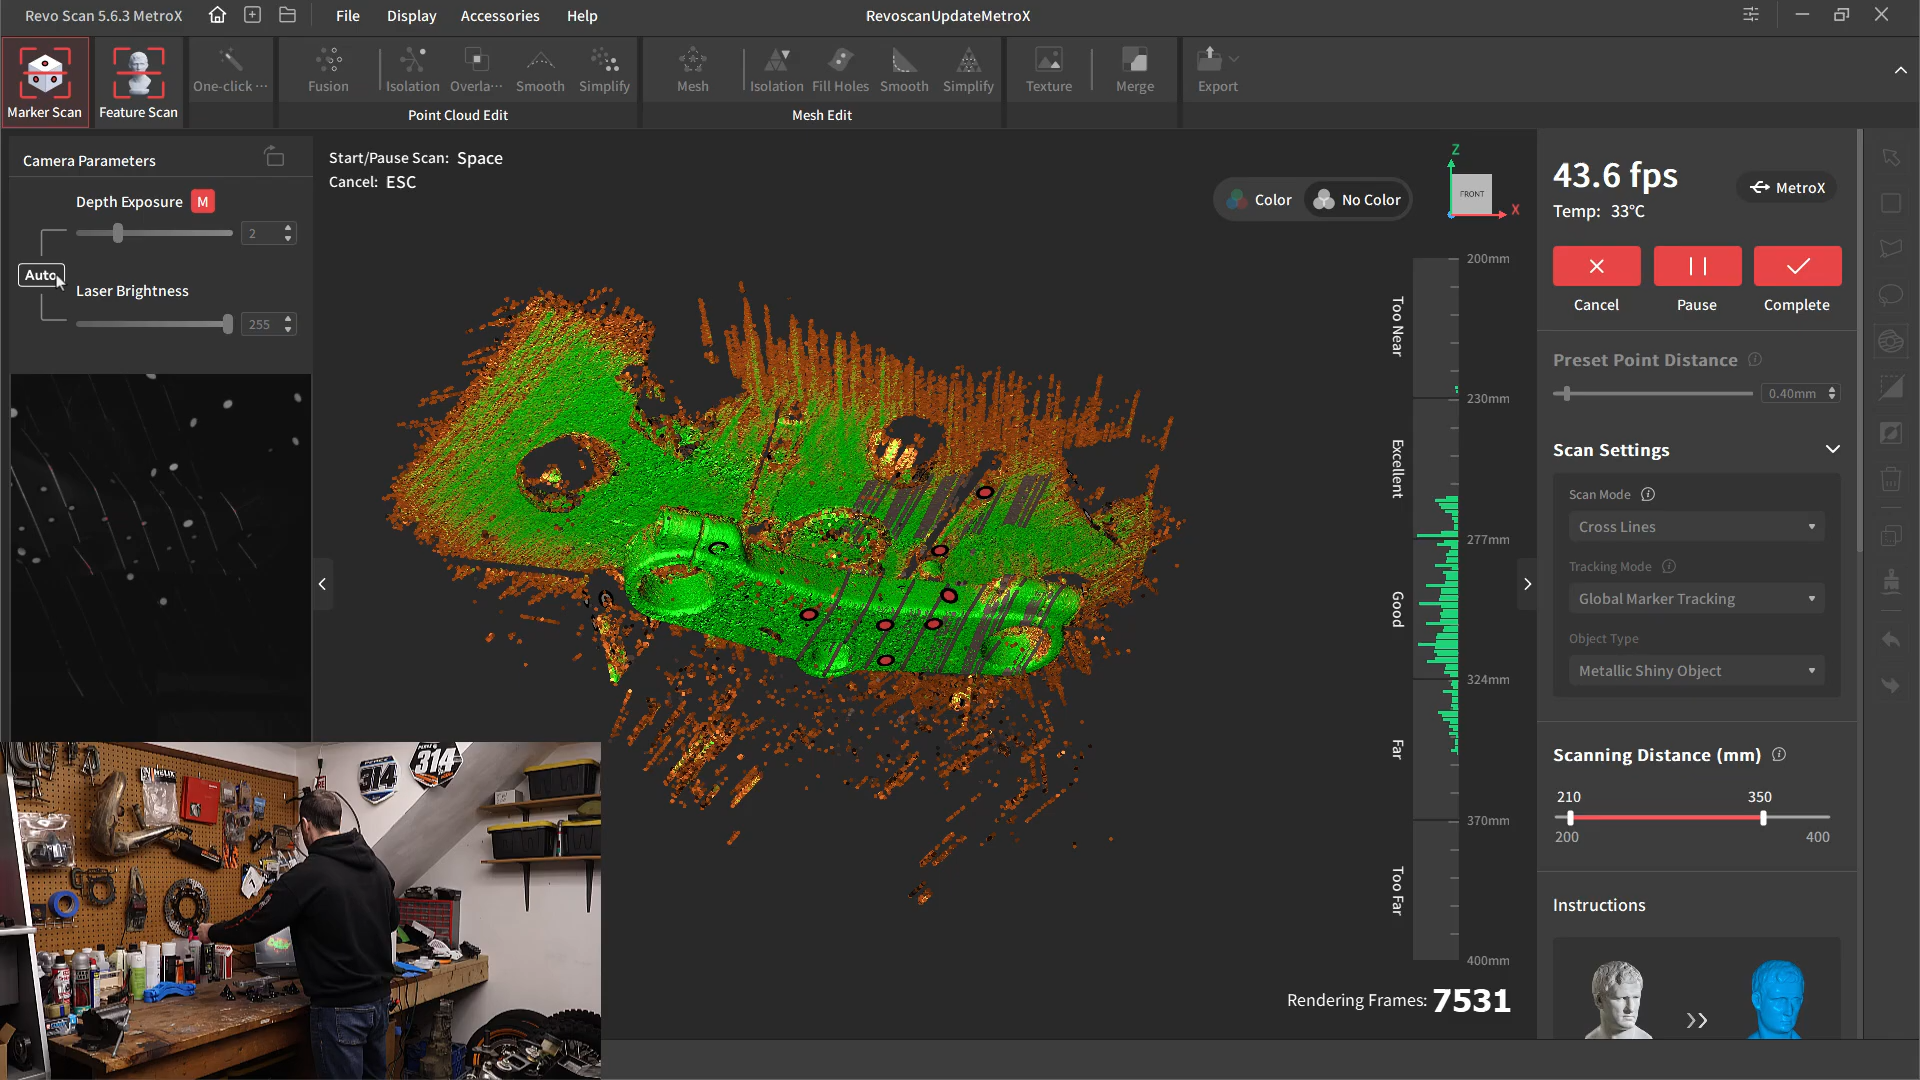 Revo Scan 5.6.3 MetroX
File
Display
Accessories
Help
RevoscanUpdateMetroX
Marker Scan
Feature Scan
One-click ···
Fusion
Isolation
Overla···
Smooth
Simplify
Point Cloud Edit
Mesh
Isolation
Fill Holes
Smooth
Simplify
Mesh Edit
Texture
Merge
Export
Camera Parameters
Depth Exposure M
2
Auto
Laser Brightness
255
Start/Pause Scan: Space
Cancel: ESC
Color
No Color
Z
FRONT
X
200mm
230mm
277mm
324mm
370mm
400mm
Too Near
Excellent
Good
Far
Too Far
Rendering Frames: 7531
43.6 fps
MetroX
Temp: 33°C
Cancel
Pause
Complete
Preset Point Distance
0.40mm
Scan Settings
Scan Mode
Cross Lines
Tracking Mode
Global Marker Tracking
Object Type
Metallic Shiny Object
Scanning Distance (mm)
210
350
200
400
Instructions
314
314
HELIX